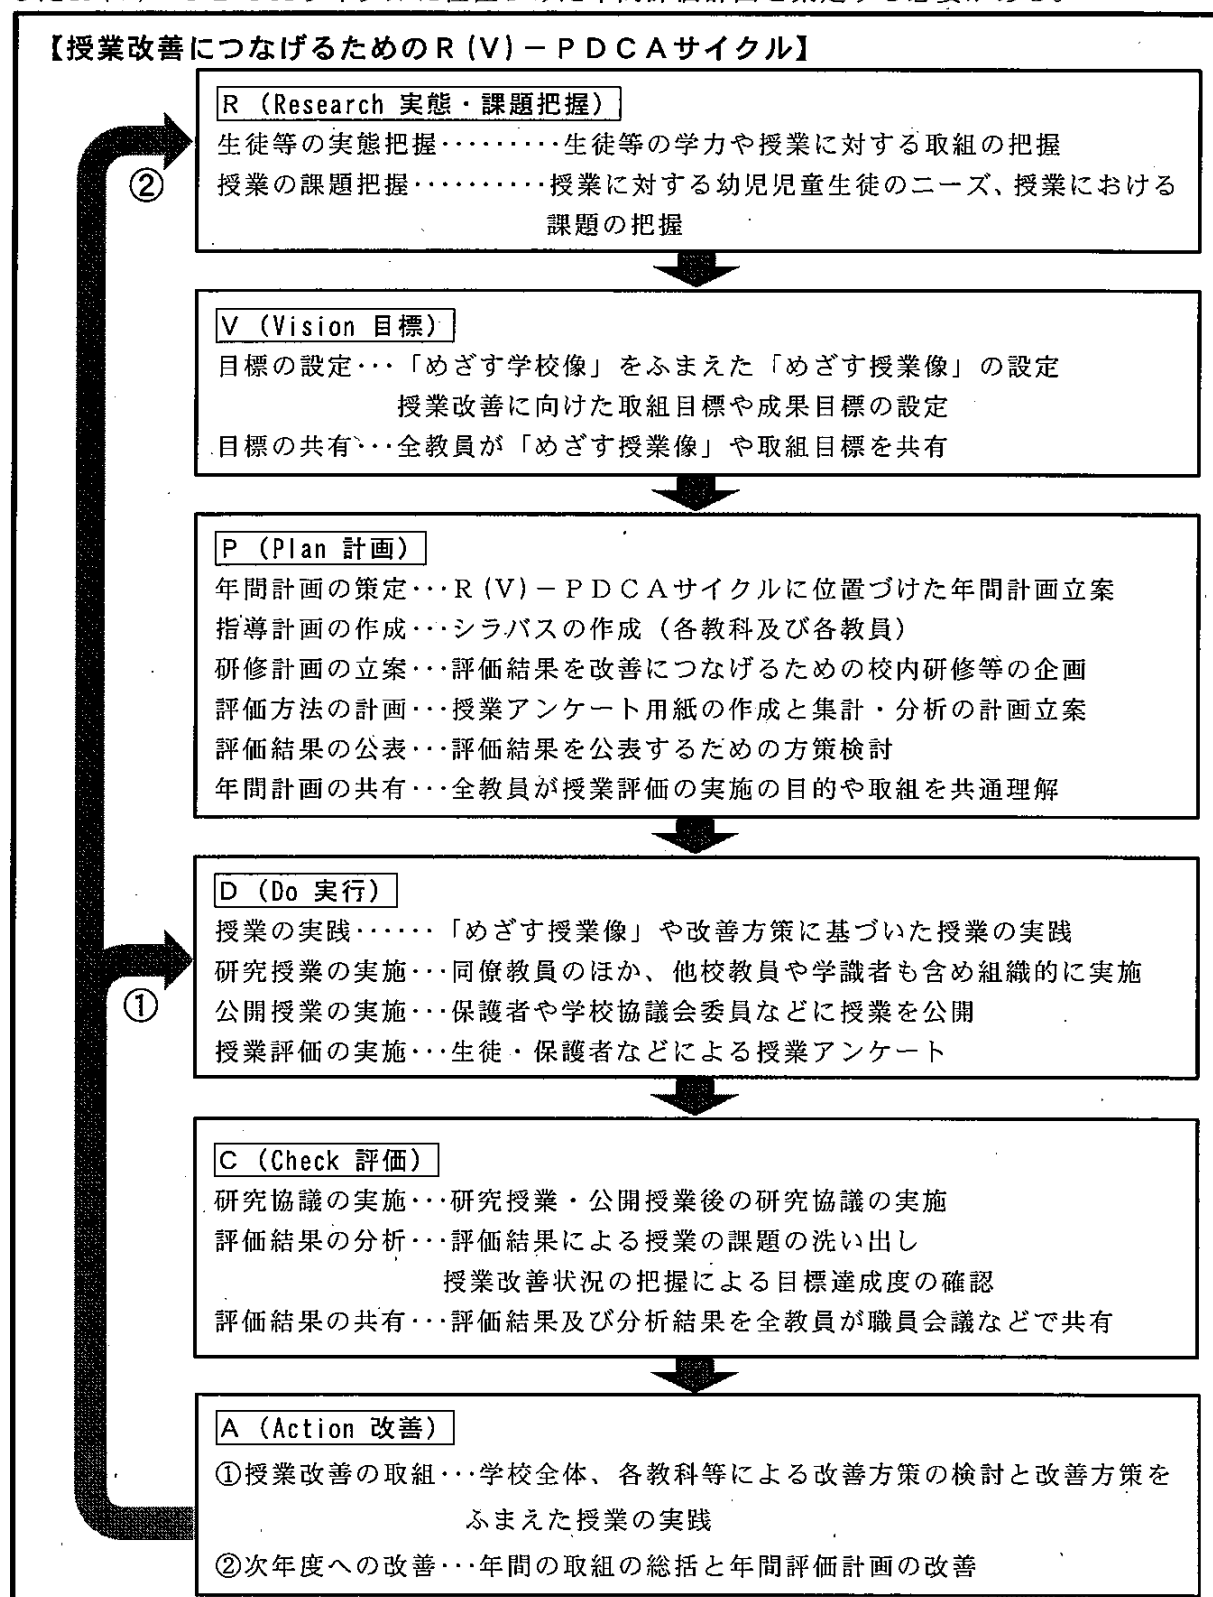 【授業改善につなげるためのR(V)－PDCAサイクル】
R (Research 実態・課題把握)
生徒等の実態把握・・・・・・・・・生徒等の学力や授業に対する取組の把握
授業の課題把握・・・・・・・・・・授業に対する幼児児童生徒のニーズ、授業における
課題の把握
②
V (Vision 目標)
目標の設定・・・「めざす学校像」をふまえた「めざす授業像」の設定
授業改善に向けた取組目標や成果目標の設定
目標の共有・・・全教員が「めざす授業像」や取組目標を共有
P (Plan 計画)
年間計画の策定・・・R(V)－PDCAサイクルに位置づけた年間計画立案
指導計画の作成・・・シラバスの作成（各教科及び各教員）
研修計画の立案・・・評価結果を改善につなげるための校内研修等の企画
評価方法の計画・・・授業アンケート用紙の作成と集計・分析の計画立案
評価結果の公表・・・評価結果を公表するための方策検討
年間計画の共有・・・全教員が授業評価の実施の目的や取組を共通理解
D (Do 実行)
授業の実践・・・・・・「めざす授業像」や改善方策に基づいた授業の実践
研究授業の実施・・・同僚教員のほか、他校教員や学識者も含め組織的に実施
①
公開授業の実施・・・保護者や学校協議会委員などに授業を公開
授業評価の実施・・・生徒・保護者などによる授業アンケート
C (Check 評価)
研究協議の実施・・・研究授業・公開授業後の研究協議の実施
評価結果の分析・・・評価結果による授業の課題の洗い出し
授業改善状況の把握による目標達成度の確認
評価結果の共有・・・評価結果及び分析結果を全教員が職員会議などで共有
A (Action 改善)
①授業改善の取組・・・学校全体、各教科等による改善方策の検討と改善方策を
ふまえた授業の実践
②次年度への改善・・・年間の取組の総括と年間評価計画の改善